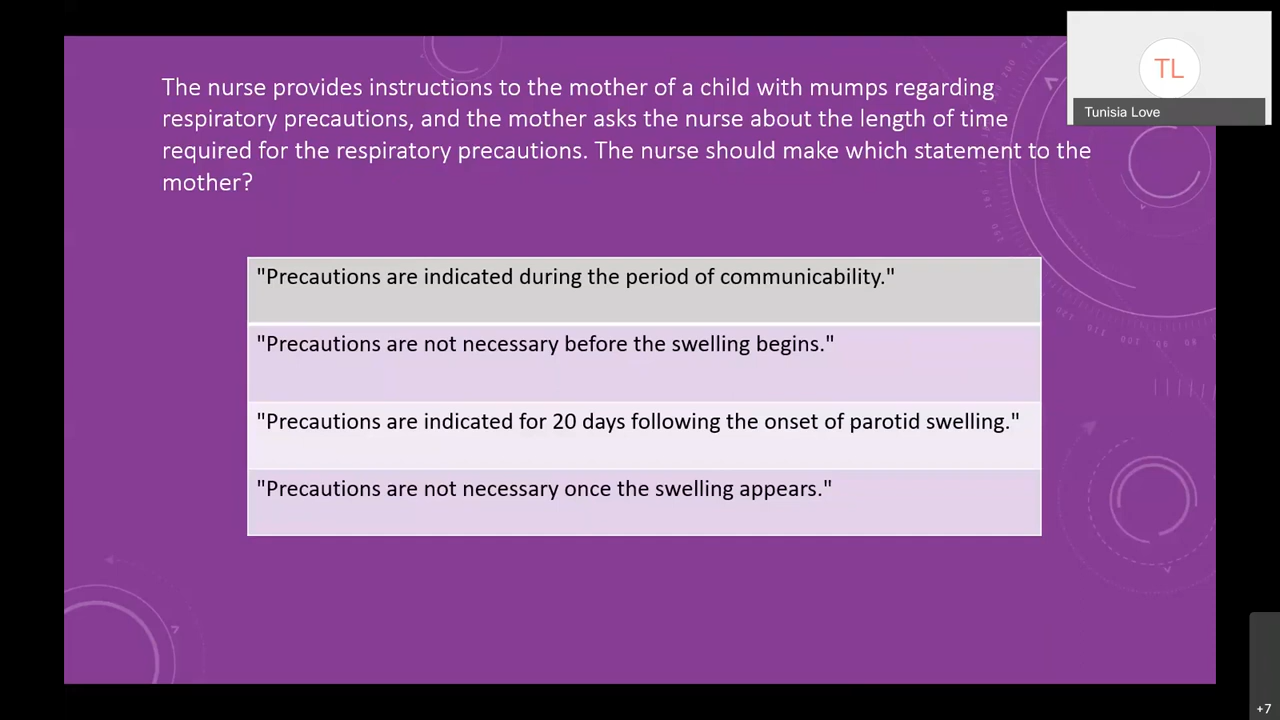 The nurse provides instructions to the mother of a child with mumps regarding
respiratory precautions, and the mother asks the nurse about the length of time
required for the respiratory precautions. The nurse should make which statement to the
mother?
TL
Tunisia Love
"Precautions are indicated during the period of communicability."
"Precautions are not necessary before the swelling begins."
"Precautions are indicated for 20 days following the onset of parotid swelling."
"Precautions are not necessary once the swelling appears."
+7